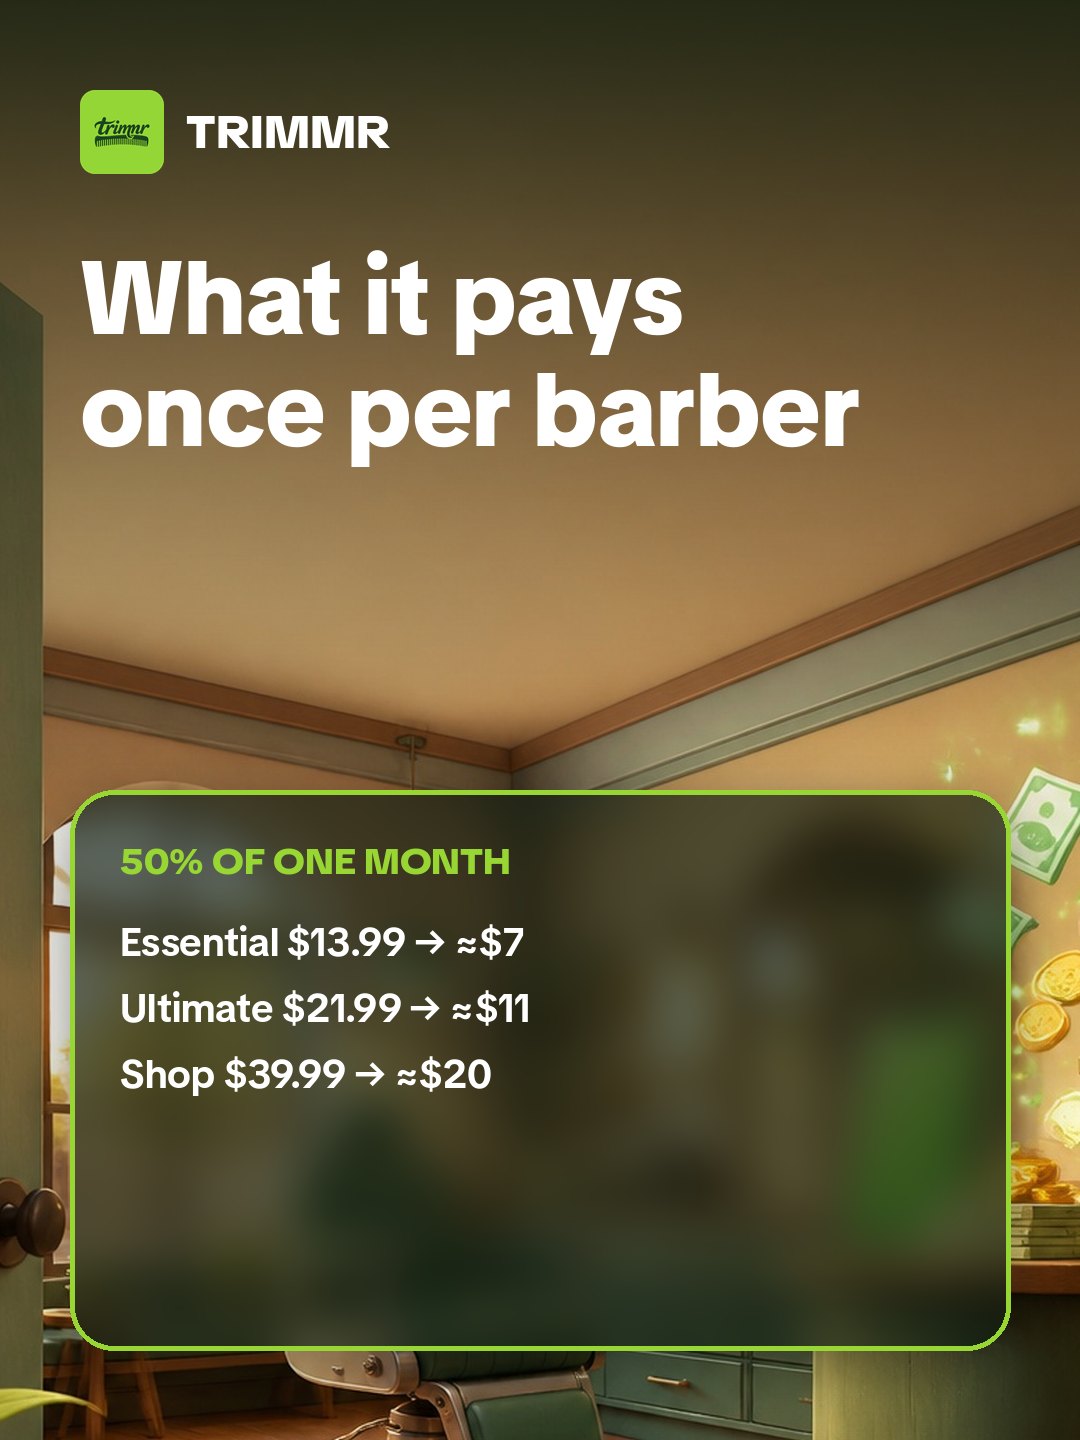 trimmr
TRIMMR
What it pays
once per barber
50% OF ONE MONTH
Essential $13.99 → ≈$7
Ultimate $21.99 → ≈$11
Shop $39.99 → ≈$20